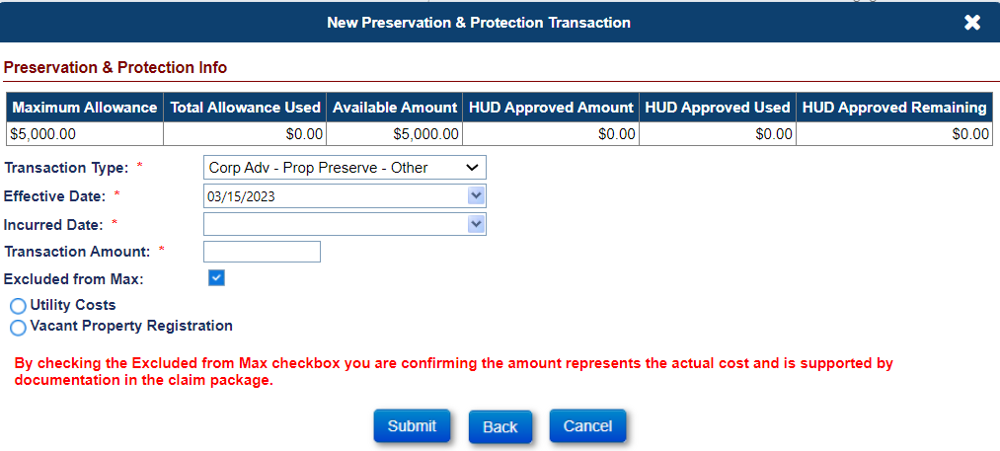 New Preservation & Protection Transaction
Preservation & Protection Info
Maximum Allowance Total Allowance Used Available Amount HUD Approved Amount HUD Approved Used HUD Approved Remaining
$5,000.00 $0.00 $5,000.00 $0.00 $0.00 $0.00
Transaction Type: * Corp Adv - Prop Preserve - Other
Effective Date: * 03/15/2023
Incurred Date: *
Transaction Amount: *
Excluded from Max:
Utility Costs
Vacant Property Registration
By checking the Excluded from Max checkbox you are confirming the amount represents the actual cost and is supported by
documentation in the claim package.
Submit Back Cancel